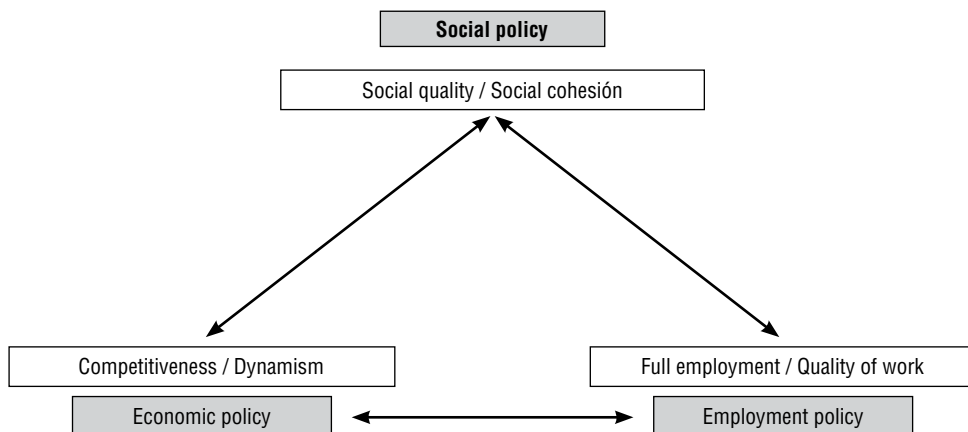 Social policy
Social quality / Social cohesión
Competitiveness / Dynamism
Full employment / Quality of work
Economic policy
Employment policy